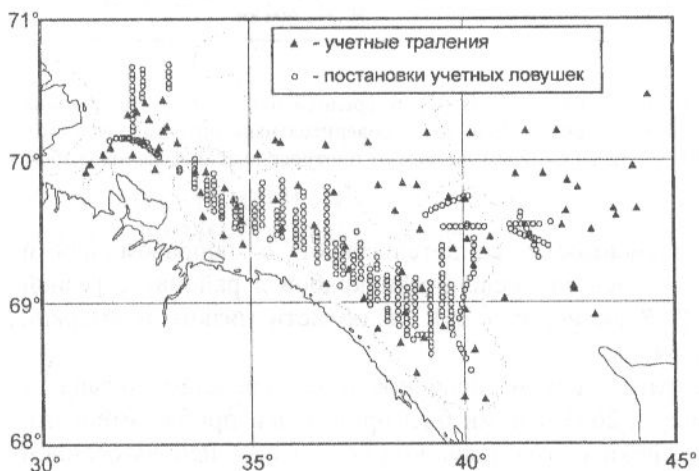 71°
▲ - учетные траления
○ - постановки учетных ловушек
70°
69°
68°
30° 35° 40° 45°